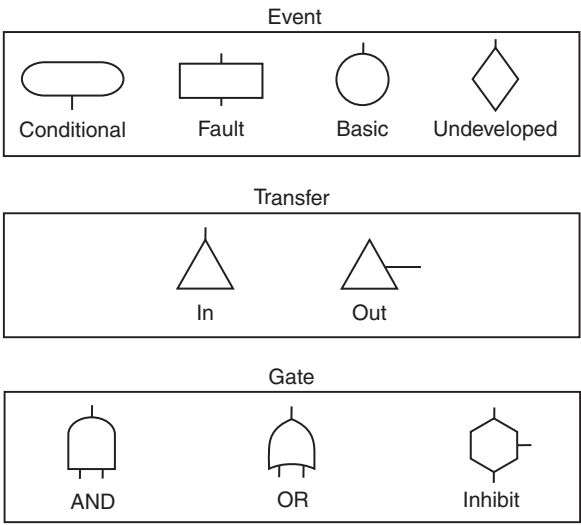 Event
Conditional Fault Basic Undeveloped
Transfer
In Out
Gate
AND OR Inhibit